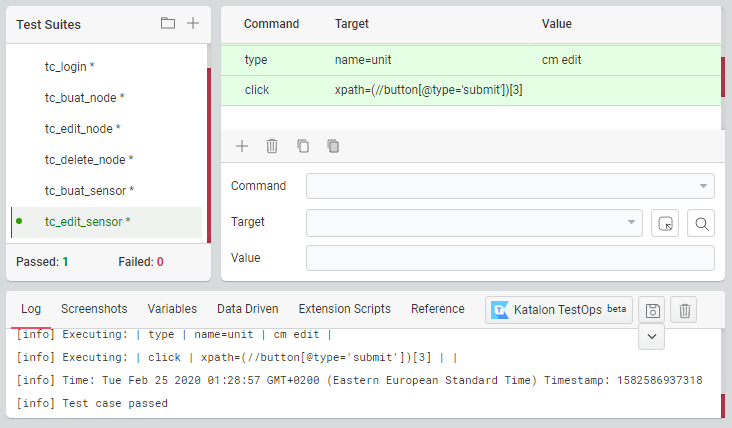 Test Suites
tc_login *
tc_buat_node *
tc_edit_node *
tc_delete_node *
tc_buat_sensor *
tc_edit_sensor *
Passed: 1 Failed: 0
Command Target Value
type name=unit cm edit
click xpath=(//button[@type='submit'])[3]
Command
Target
Value
Log Screenshots Variables Data Driven Extension Scripts Reference Katalon TestOps beta
[info] Executing: | type | name=unit | cm edit |
[info] Executing: | click | xpath=(//button[@type='submit'])[3] | |
[info] Time: Tue Feb 25 2020 01:28:57 GMT+0200 (Eastern European Standard Time) Timestamp: 1582586937318
[info] Test case passed